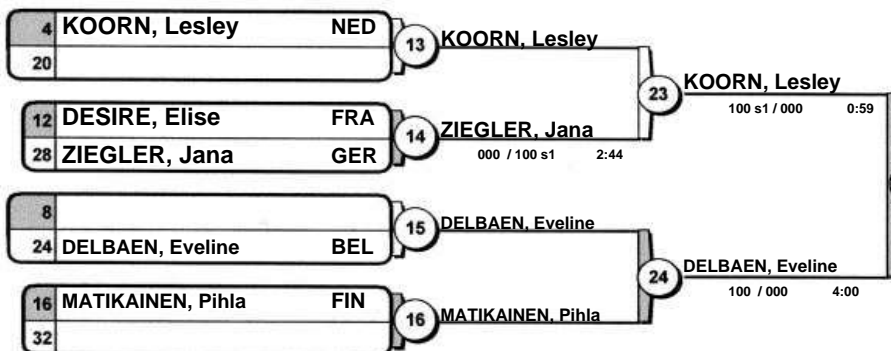 4 KOORN, Lesley NED
20
13 KOORN, Lesley
12 DESIRE, Elise FRA
28 ZIEGLER, Jana GER
14 ZIEGLER, Jana
000 / 100 s1 2:44
23 KOORN, Lesley
100 s1 / 000 0:59
8
24 DELBAEN, Eveline BEL
15 DELBAEN, Eveline
16 MATIKAINEN, Pihla FIN
32
16 MATIKAINEN, Pihla
24 DELBAEN, Eveline
100 / 000 4:00